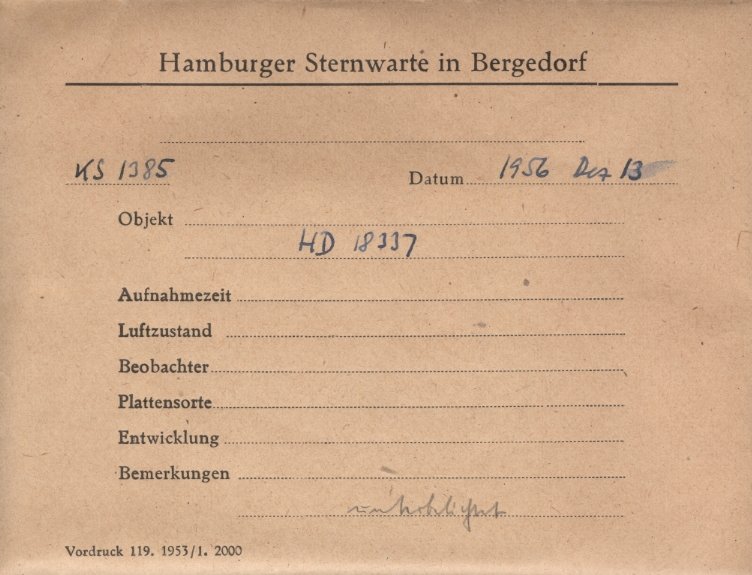 Hamburger Sternwarte in Bergedorf
KS 1385 Datum 1956 Dez 13
Objekt
HD 18337
Aufnahmezeit
Luftzustand
Beobachter
Plattensorte
Entwicklung
Bemerkungen
unterbelichtet
Vordruck 119. 1953/1. 2000